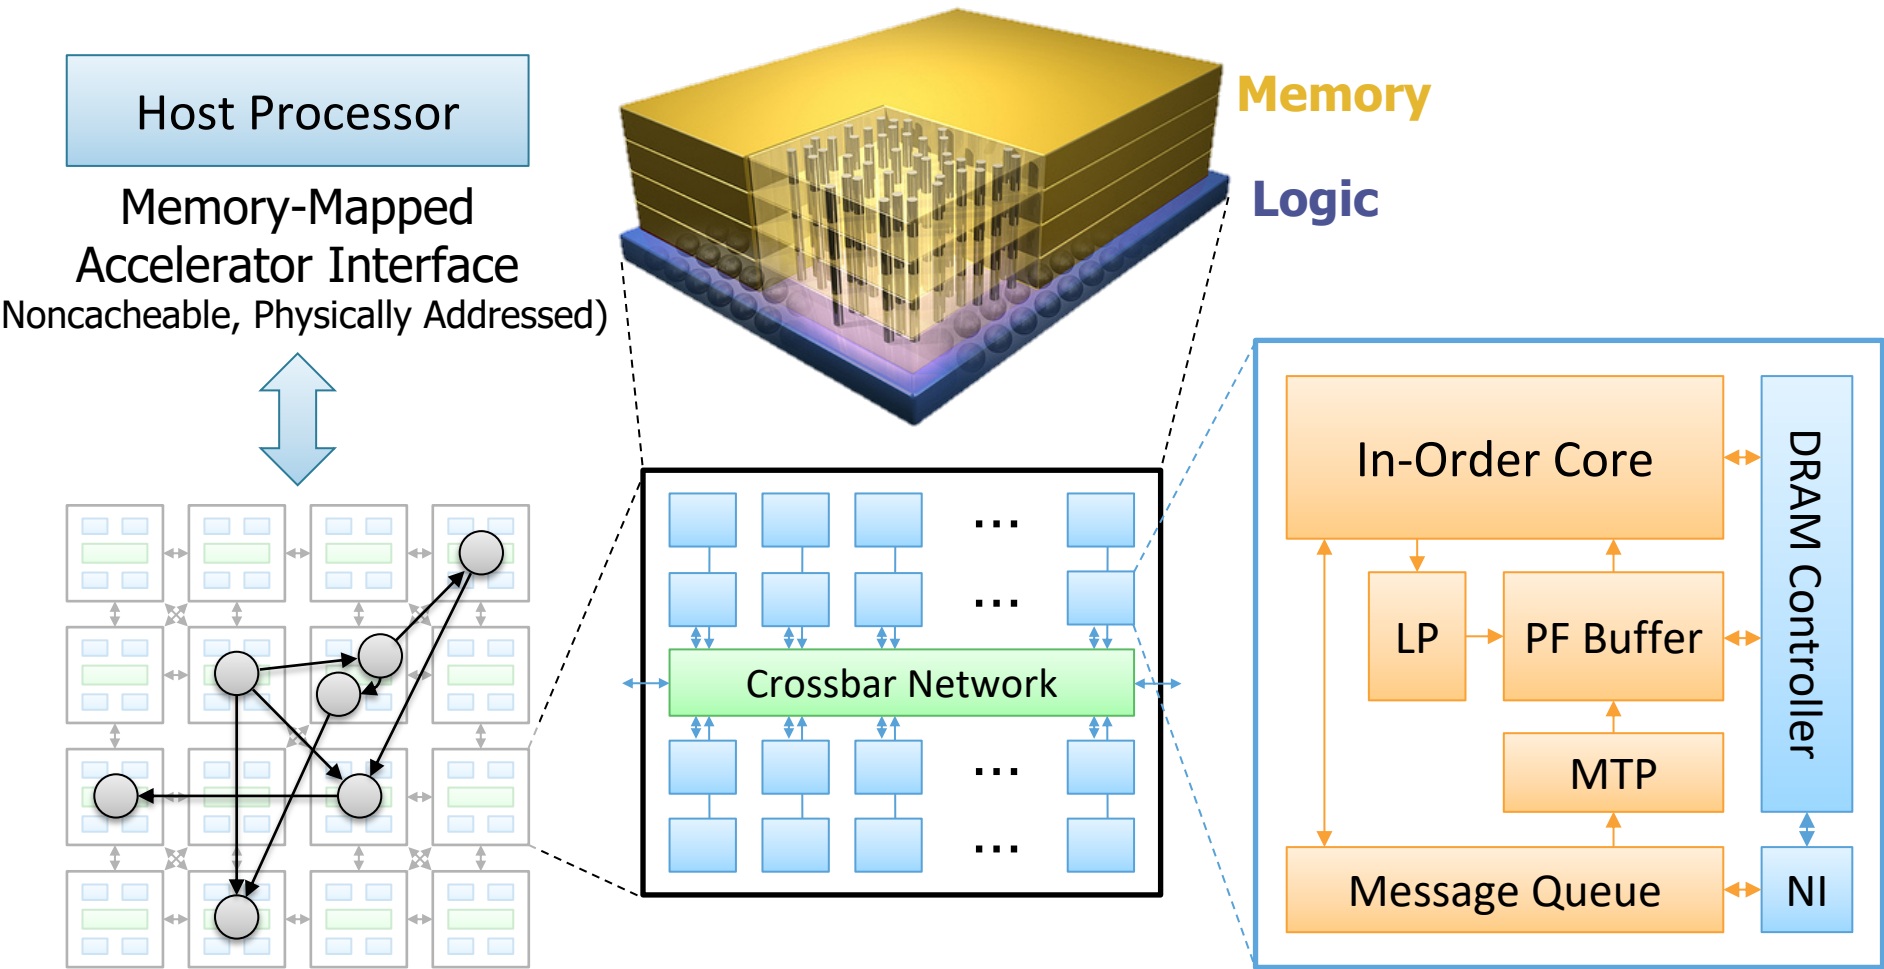 Host Processor
Memory-Mapped
Accelerator Interface
Noncacheable, Physically Addressed)
Memory
Logic
...
...
Crossbar Network
...
...
In-Order Core
DRAM Controller
LP
PF Buffer
MTP
Message Queue
NI